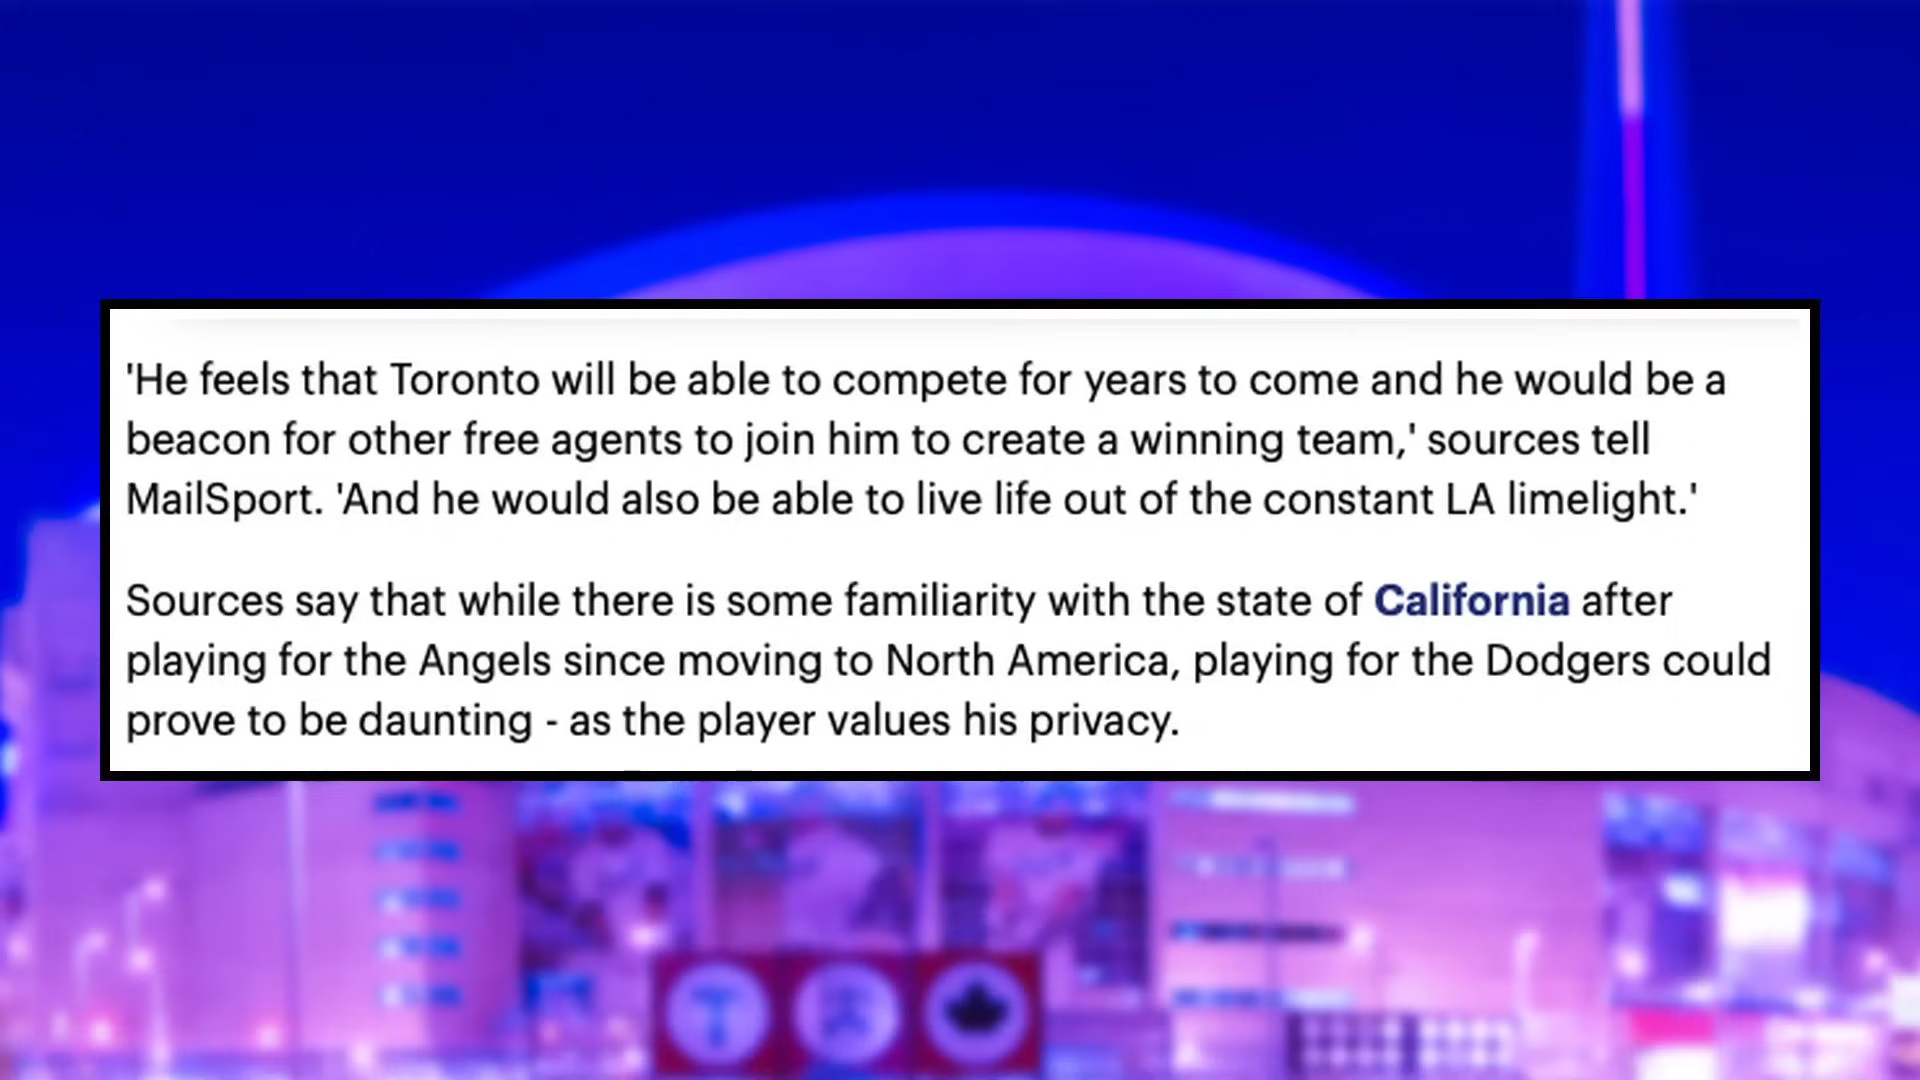 'He feels that Toronto will be able to compete for years to come and he would be a
beacon for other free agents to join him to create a winning team,' sources tell
MailSport. 'And he would also be able to live life out of the constant LA limelight.'
Sources say that while there is some familiarity with the state of California after
playing for the Angels since moving to North America, playing for the Dodgers could
prove to be daunting - as the player values his privacy.